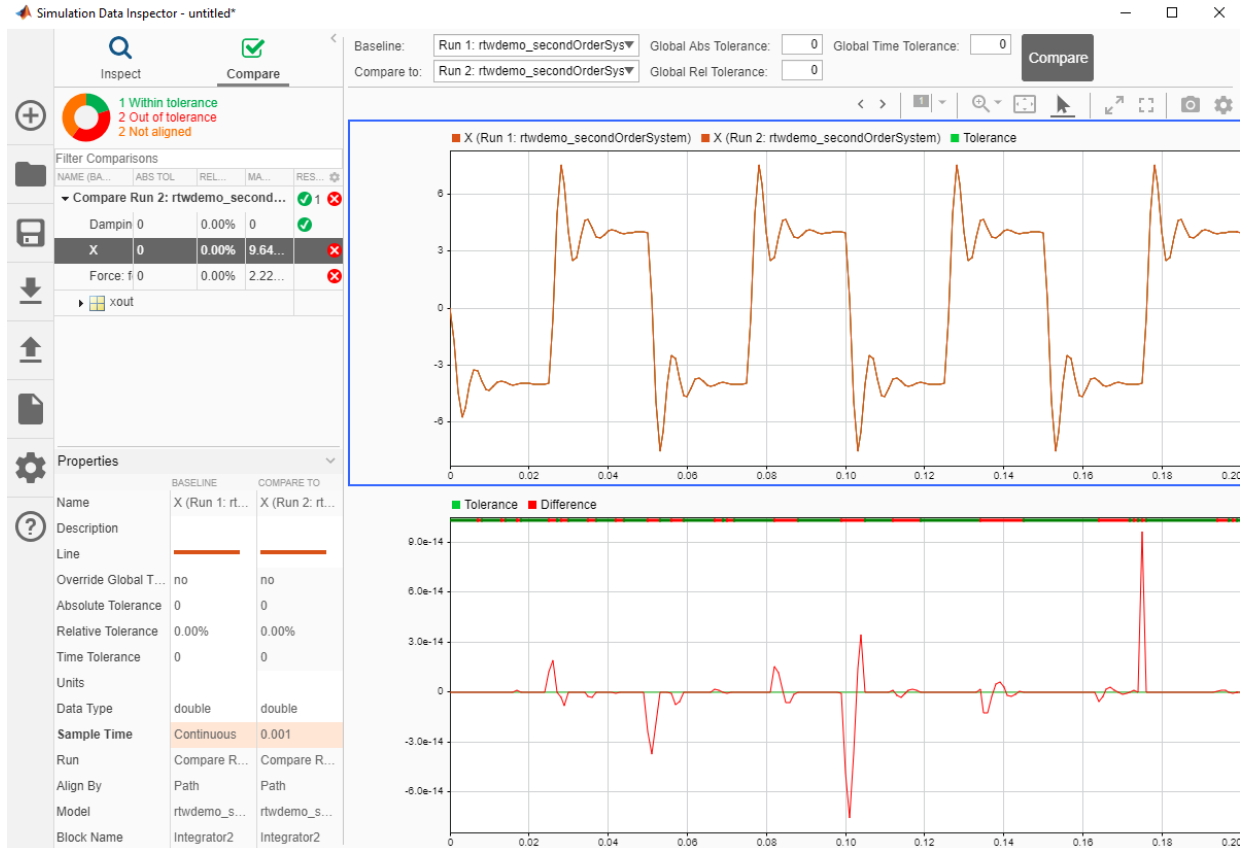 Simulation Data Inspector - untitled*
Inspect
Compare
1 Within tolerance
2 Out of tolerance
2 Not aligned
Filter Comparisons
NAME (BA... ABS TOL REL... MA... RES...
Compare Run 2: rtwdemo_second... 1
Dampin 0 0.00% 0
X 0 0.00% 9.64...
Force: f 0 0.00% 2.22...
xout
Properties
BASELINE COMPARE TO
Name X (Run 1: rt... X (Run 2: rt...
Description
Line
Override Global T... no no
Absolute Tolerance 0 0
Relative Tolerance 0.00% 0.00%
Time Tolerance 0 0
Units
Data Type double double
Sample Time Continuous 0.001
Run Compare R... Compare R...
Align By Path Path
Model rtwdemo_s... rtwdemo_s...
Block Name Integrator2 Integrator2
Baseline: Run 1: rtwdemo_secondOrderSys Global Abs Tolerance: 0 Global Time Tolerance: 0
Compare to: Run 2: rtwdemo_secondOrderSys Global Rel Tolerance: 0
Compare
1
X (Run 1: rtwdemo_secondOrderSystem) X (Run 2: rtwdemo_secondOrderSystem) Tolerance
6
3
0
-3
-6
0 0.02 0.04 0.06 0.08 0.10 0.12 0.14 0.16 0.18 0.20
Tolerance Difference
9.0e-14
6.0e-14
3.0e-14
0
-3.0e-14
-6.0e-14
0 0.02 0.04 0.06 0.08 0.10 0.12 0.14 0.16 0.18 0.20